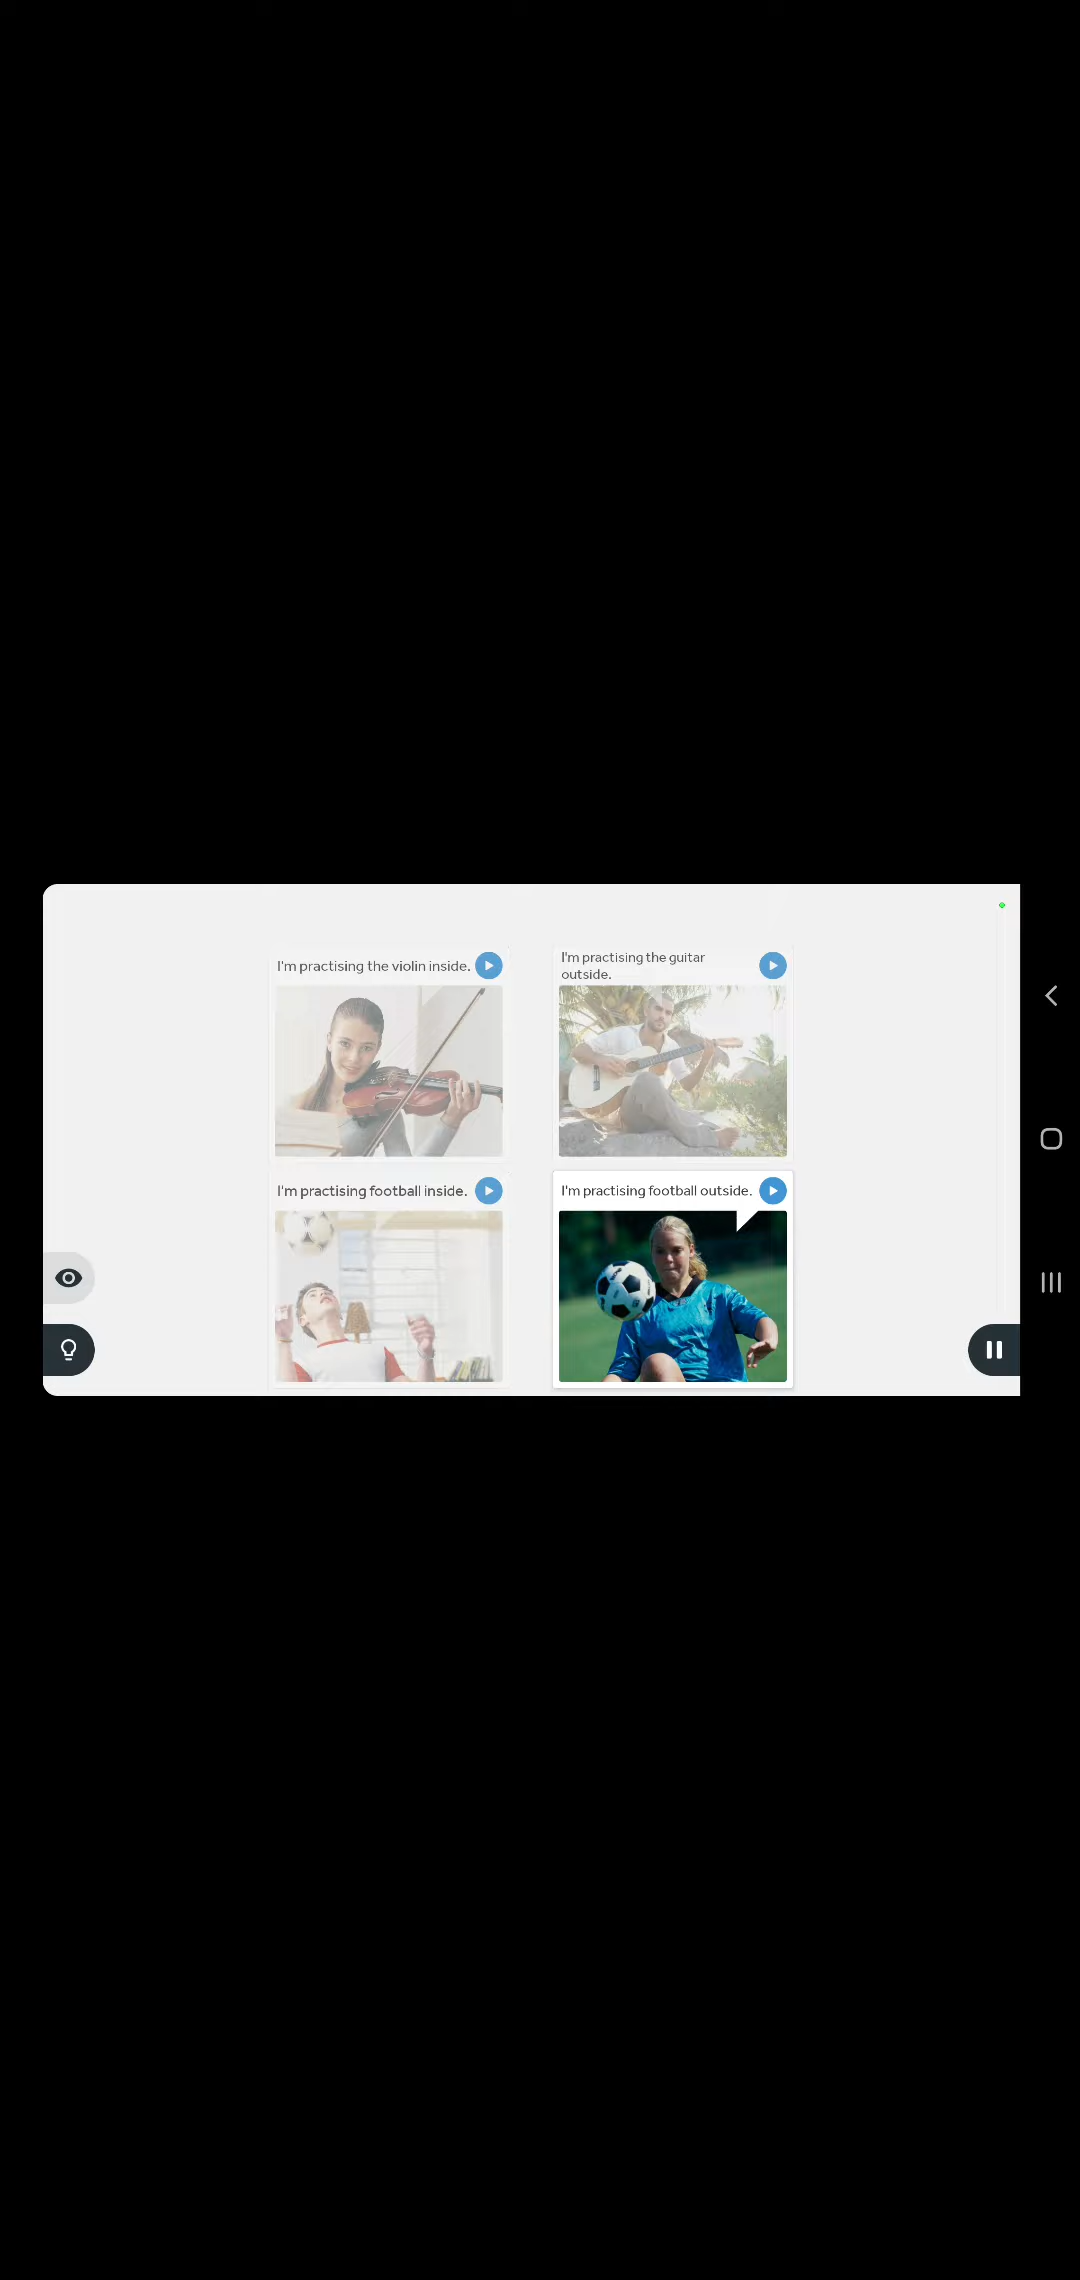 I'm practising the violin inside.
I'm practising the guitar
outside.
I'm practising football inside.
I'm practising football outside.